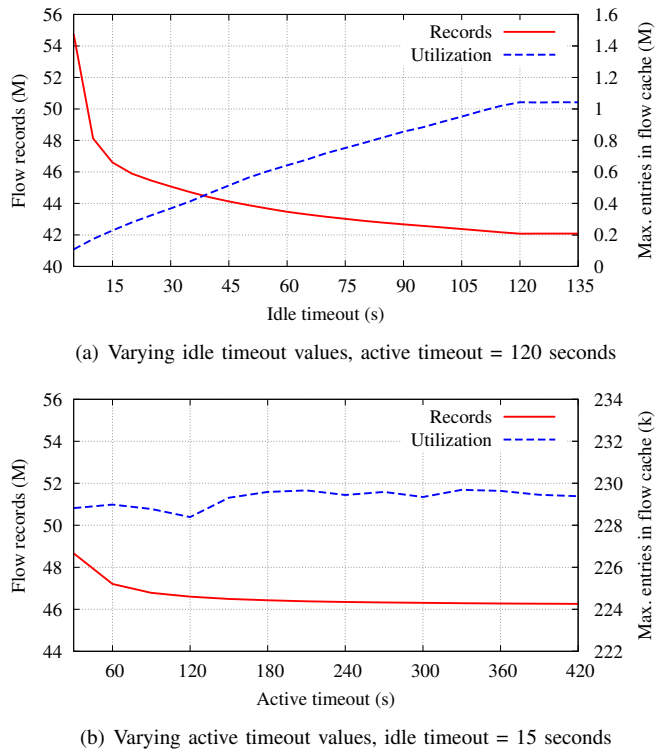 56
54
52
50
48
46
44
42
40
Flow records (M)
Records
Utilization
1.6
1.4
1.2
1
0.8
0.6
0.4
0.2
0
Max. entries in flow cache (M)
15 30 45 60 75 90 105 120 135
Idle timeout (s)
(a) Varying idle timeout values, active timeout = 120 seconds
56
54
52
50
48
46
44
Flow records (M)
Records
Utilization
234
232
230
228
226
224
222
Max. entries in flow cache (k)
60 120 180 240 300 360 420
Active timeout (s)
(b) Varying active timeout values, idle timeout = 15 seconds